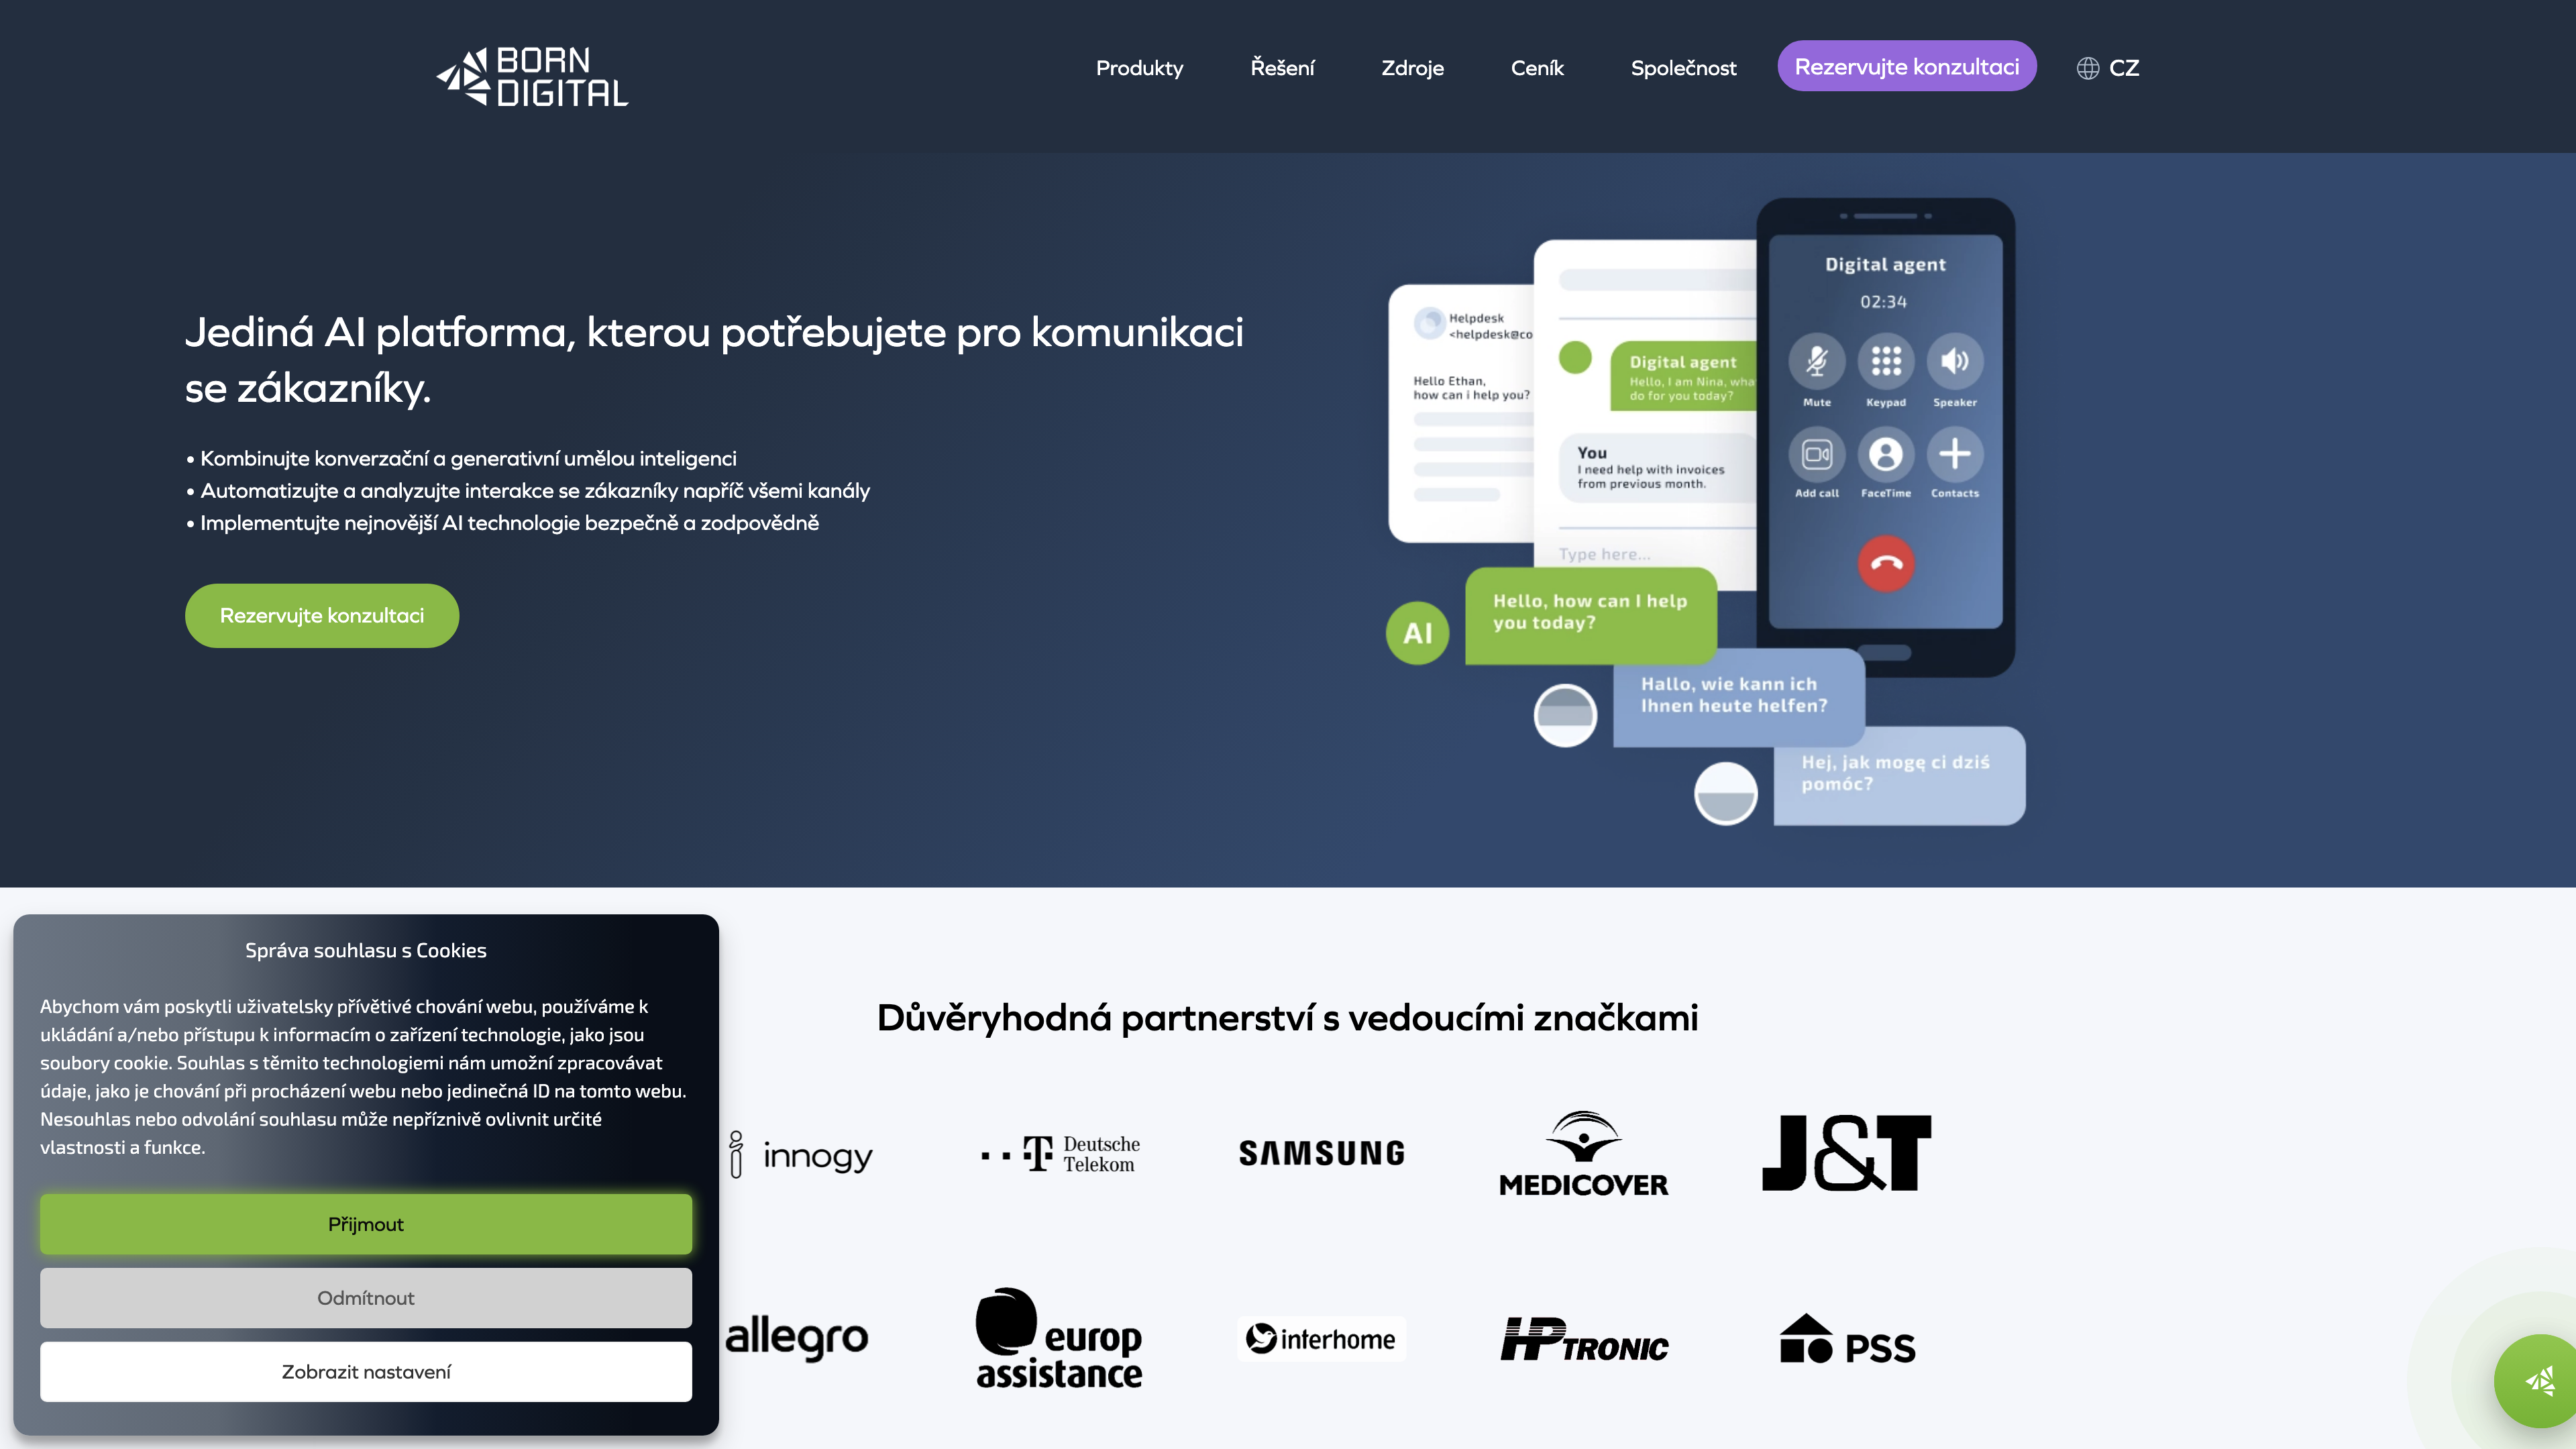 BORN
DIGITAL
Produkty
Řešení
Zdroje
Ceník
Společnost
Rezervujte konzultaci
CZ
Jediná AI platforma, kterou potřebujete pro komunikaci
se zákazníky.
• Kombinujte konverzační a generativní umělou inteligenci
• Automatizujte a analyzujte interakce se zákazníky napříč všemi kanály
• Implementujte nejnovější AI technologie bezpečně a zodpovědně
Rezervujte konzultaci
Helpdesk
<helpdesk@co
Hello Ethan,
how can i help you?
Digital agent
Hello, I am Nina, wha
do for you today?
You
I need help with invoices
from previous month.
Type here...
Digital agent
02:34
Mute
Keypad
Speaker
Add call
FaceTime
Contacts
AI
Hello, how can I help
you today?
Hallo, wie kann ich
Ihnen heute helfen?
Hej, jak mogę ci dziś
pomóc?
Správa souhlasu s Cookies
Abychom vám poskytli uživatelsky přívětivé chování webu, používáme k
ukládání a/nebo přístupu k informacím o zařízení technologie, jako jsou
soubory cookie. Souhlas s těmito technologiemi nám umožní zpracovávat
údaje, jako je chování při procházení webu nebo jedinečná ID na tomto webu.
Nesouhlas nebo odvolání souhlasu může nepříznivě ovlivnit určité
vlastnosti a funkce.
Přijmout
Odmítnout
Zobrazit nastavení
Důvěryhodná partnerství s vedoucími značkami
innogy
T Deutsche
Telekom
SAMSUNG
MEDICOVER
J&T
allegro
europ
assistance
interhome
HP TRONIC
PSS